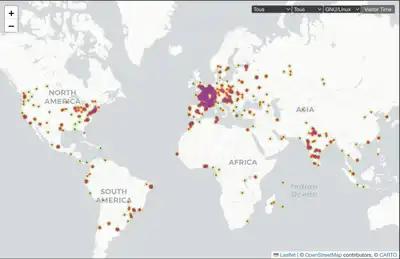 +
−
Tous Tous GNU/Linux Visitor Time
NORTH
AMERICA
ASIA
AFRICA
SOUTH
AMERICA
Indian
Ocean
Leaflet | © OpenStreetMap contributors, © CARTO